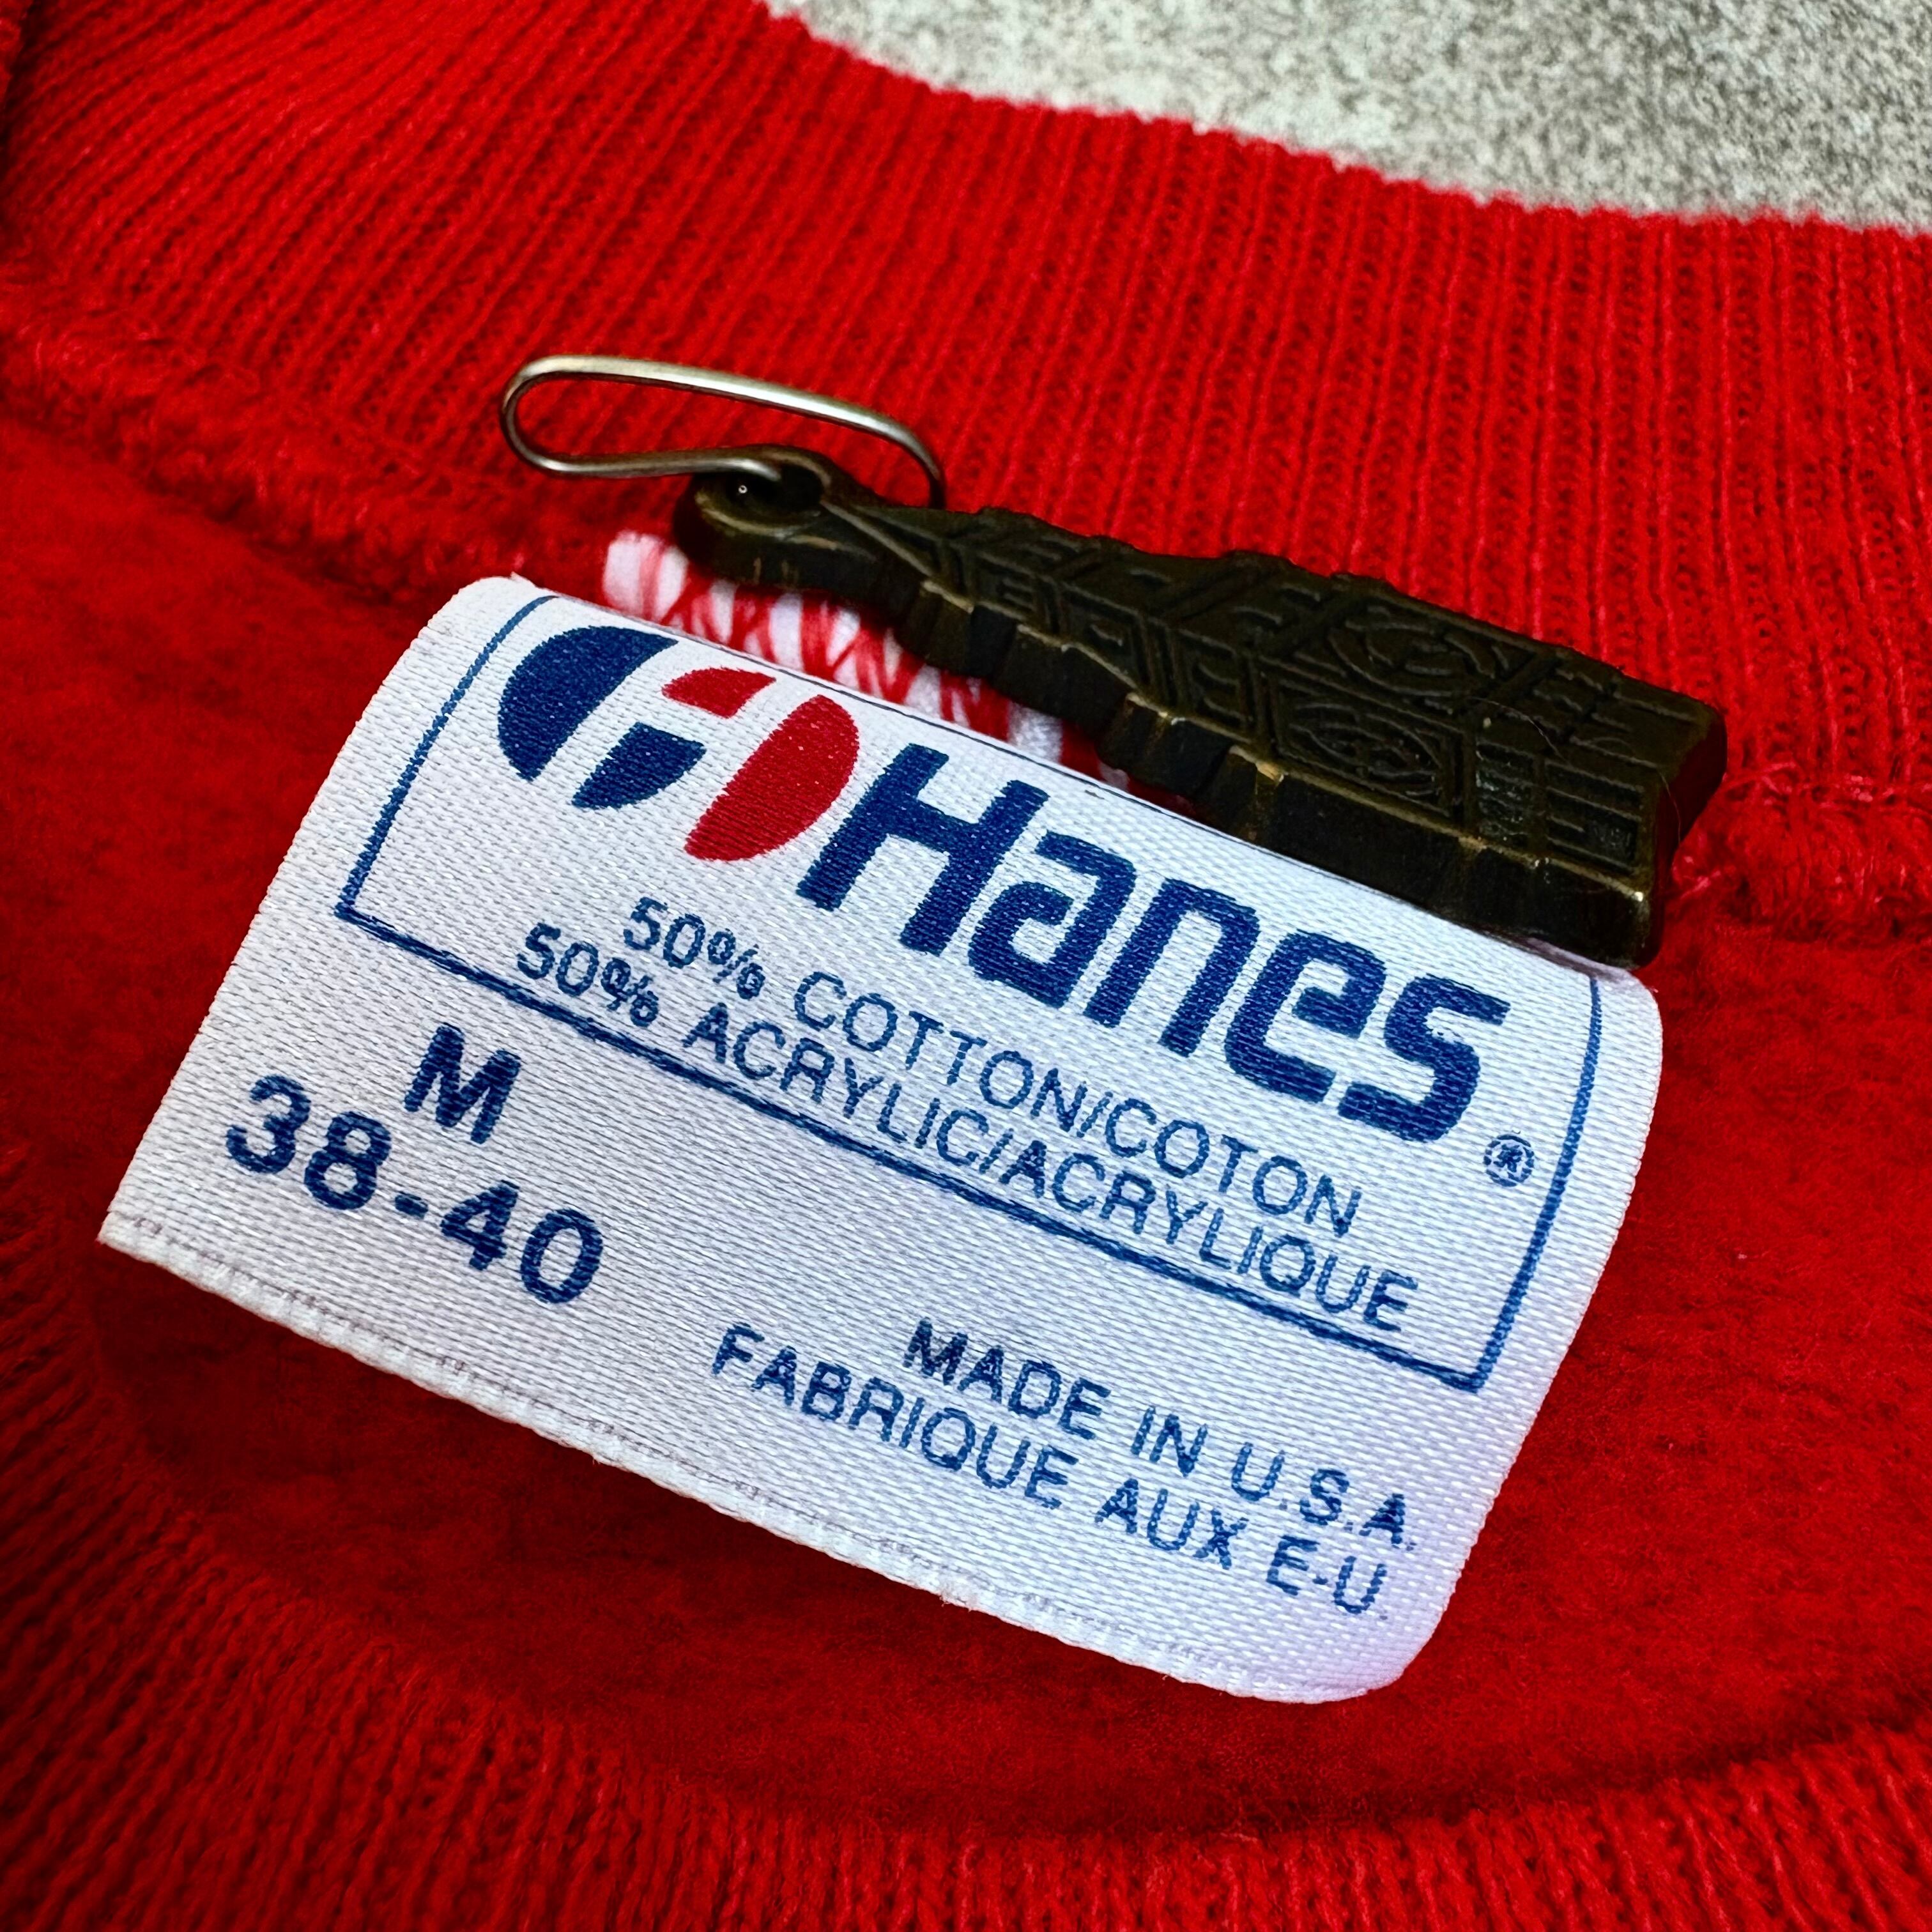 Hanes®
50% COTTON/COTON
50% ACRYLIC/ACRYLIQUE
M
38-40
MADE IN U.S.A.
FABRIQUE AUX E-U.